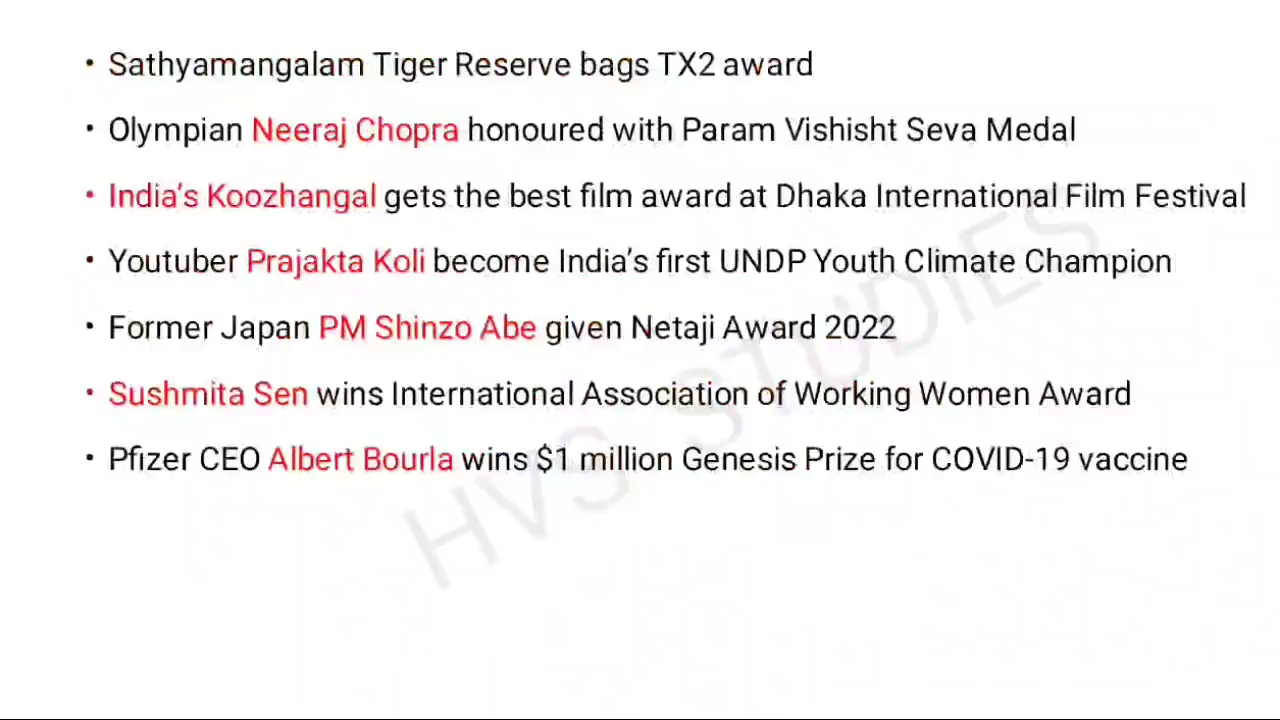 • Sathyamangalam Tiger Reserve bags TX2 award
• Olympian Neeraj Chopra honoured with Param Vishisht Seva Medal
• India's Koozhangal gets the best film award at Dhaka International Film Festival
• Youtuber Prajakta Koli become India's first UNDP Youth Climate Champion
• Former Japan PM Shinzo Abe given Netaji Award 2022
• Sushmita Sen wins International Association of Working Women Award
• Pfizer CEO Albert Bourla wins $1 million Genesis Prize for COVID-19 vaccine
HVS STUDIES